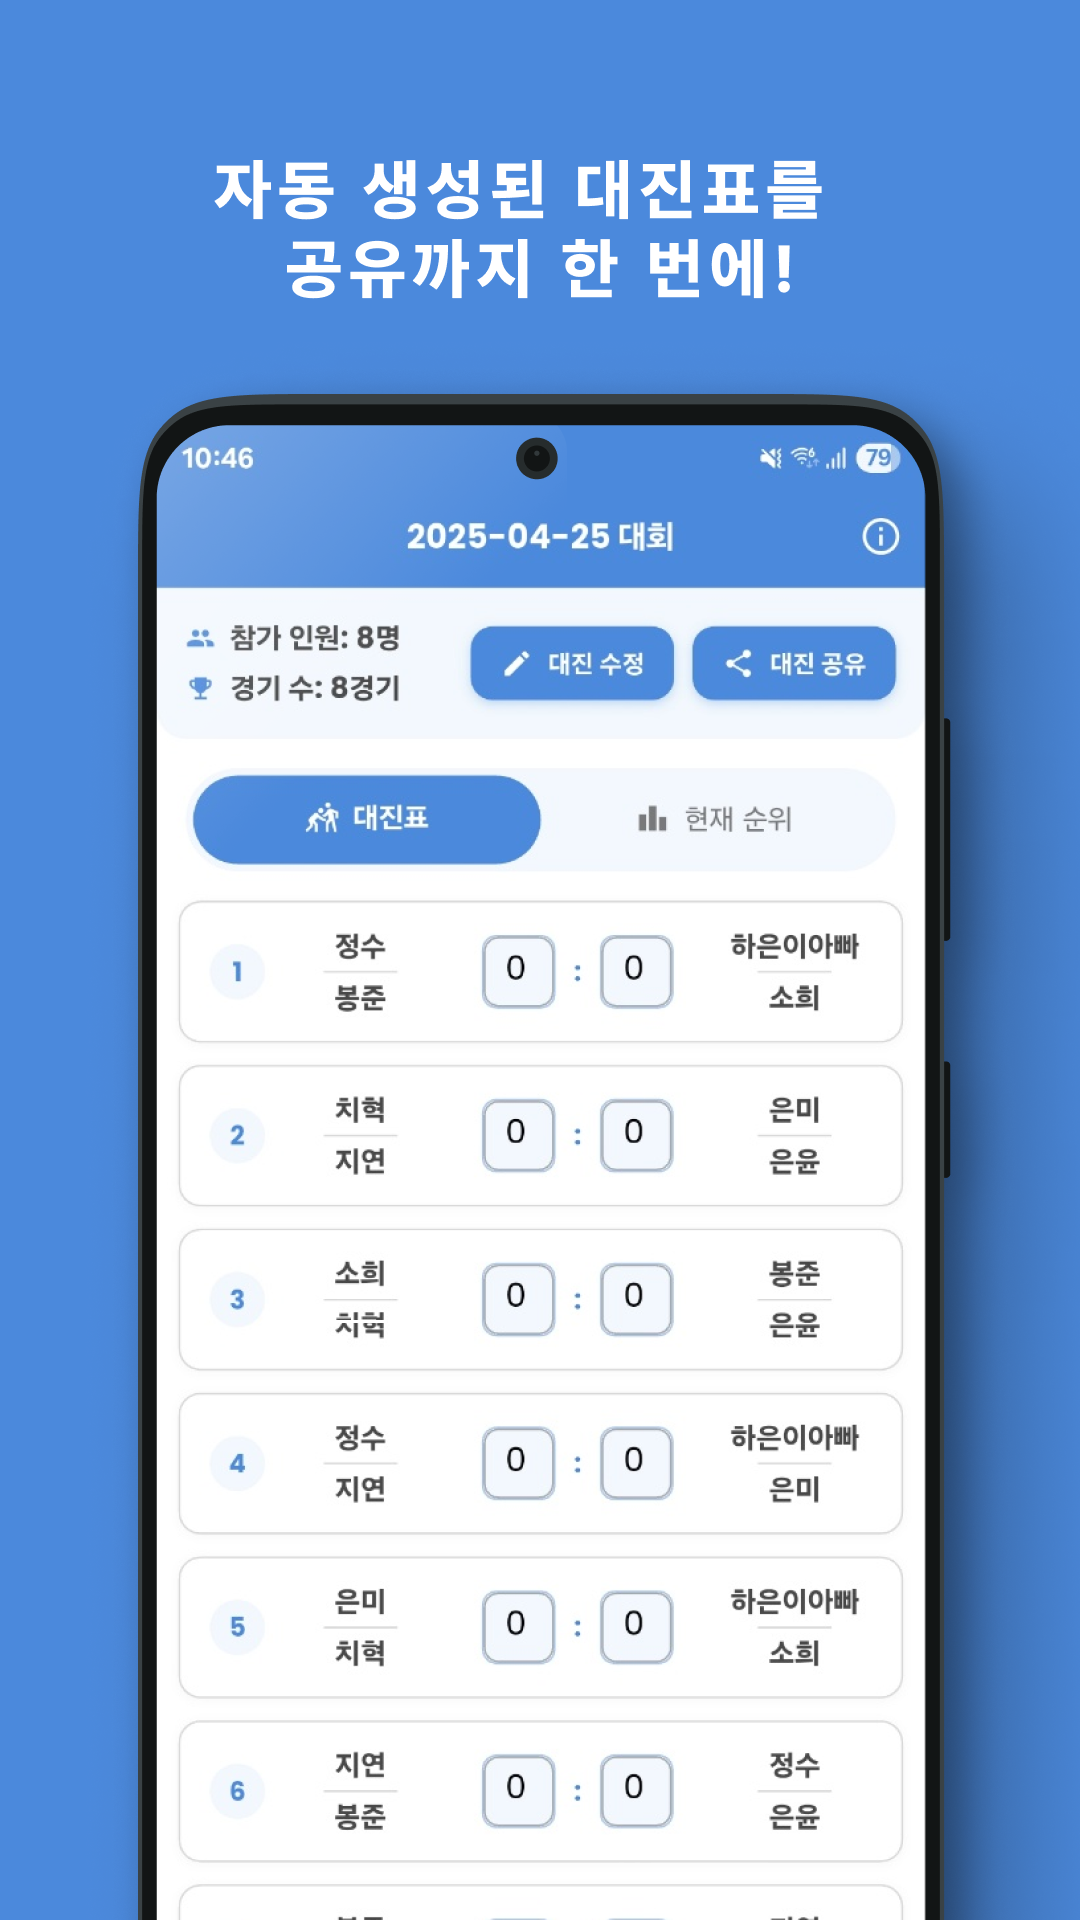 자동 생성된 대진표를
공유까지 한 번에!
10:46
79
2025-04-25 대회
참가 인원: 8명
경기 수: 8경기
대진 수정
대진 공유
대진표
현재 순위
정수
하은이아빠
1
0 : 0
봉준
소희
치혁
은미
2
0 : 0
지연
은윤
소희
봉준
3
0 : 0
치혁
은윤
정수
하은이아빠
4
0 : 0
지연
은미
은미
하은이아빠
5
0 : 0
치혁
소희
지연
정수
6
0 : 0
봉준
은윤